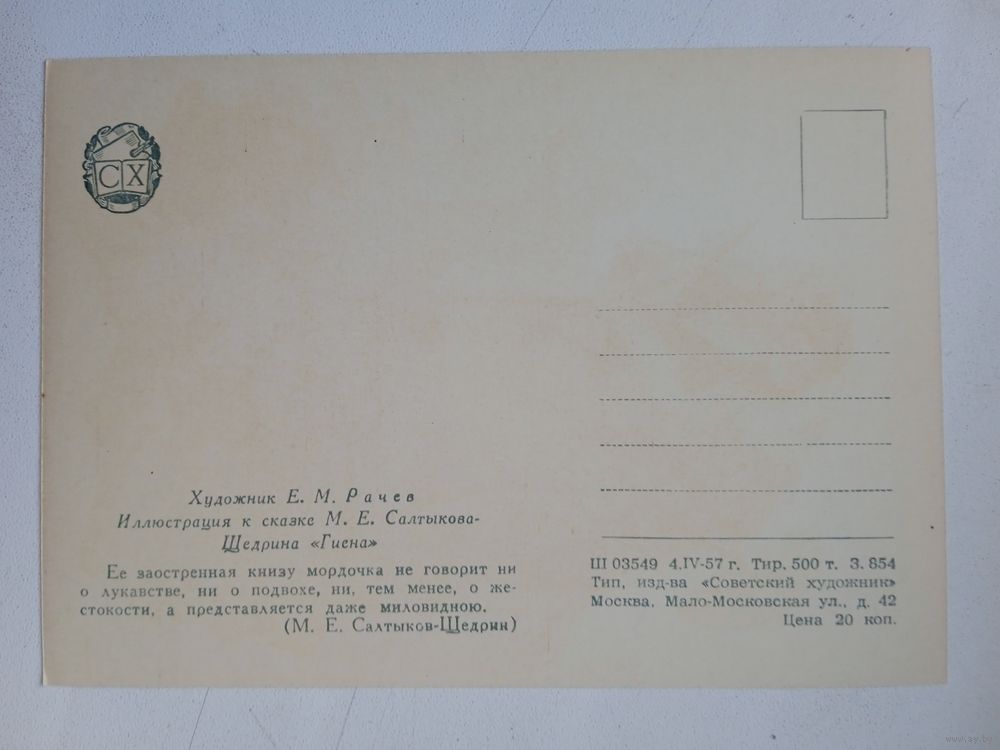 СХ
Художник Е. М. Рачев
Иллюстрация к сказке М. Е. Салтыкова-
Щедрина «Гиена»
Ее заостренная книзу мордочка не говорит ни
о лукавстве, ни о подвохе, ни, тем менее, о же-
стокости, а представляется даже миловидною.
(М. Е. Салтыков-Щедрин)
Ш 03549 4.IV-57 г. Тир. 500 т. З. 854
Тип, изд-ва «Советский художник»
Москва, Мало-Московская ул., д. 42
Цена 20 коп.